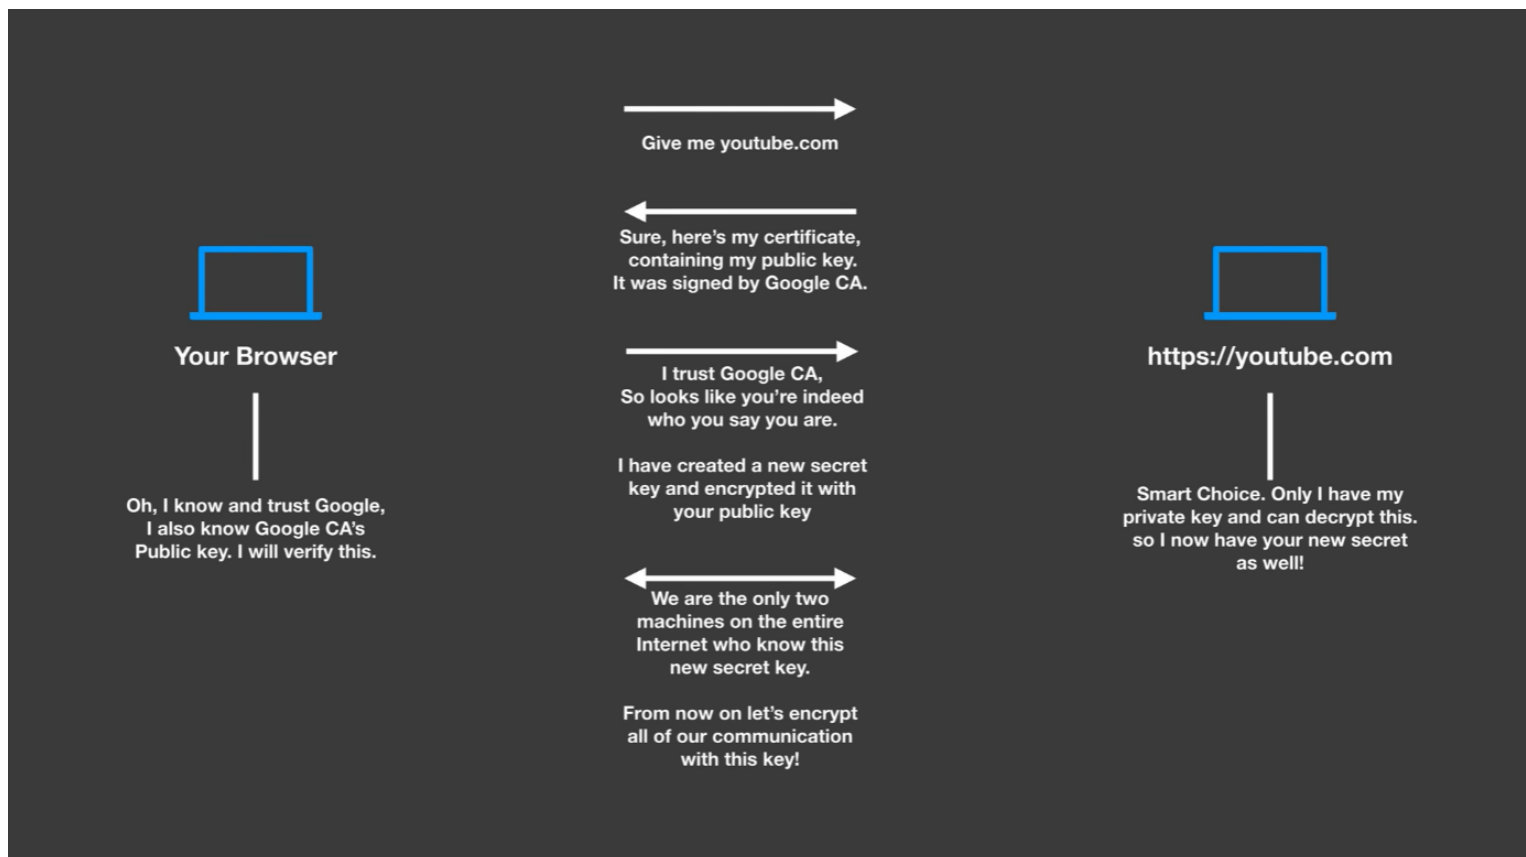 Give me youtube.com
Sure, here's my certificate,
containing my public key.
It was signed by Google CA.
Your Browser
https://youtube.com
I trust Google CA,
So looks like you're indeed
who you say you are.
I have created a new secret
key and encrypted it with
your public key
Oh, I know and trust Google,
I also know Google CA's
Public key. I will verify this.
Smart Choice. Only I have my
private key and can decrypt this.
so I now have your new secret
as well!
We are the only two
machines on the entire
Internet who know this
new secret key.
From now on let's encrypt
all of our communication
with this key!